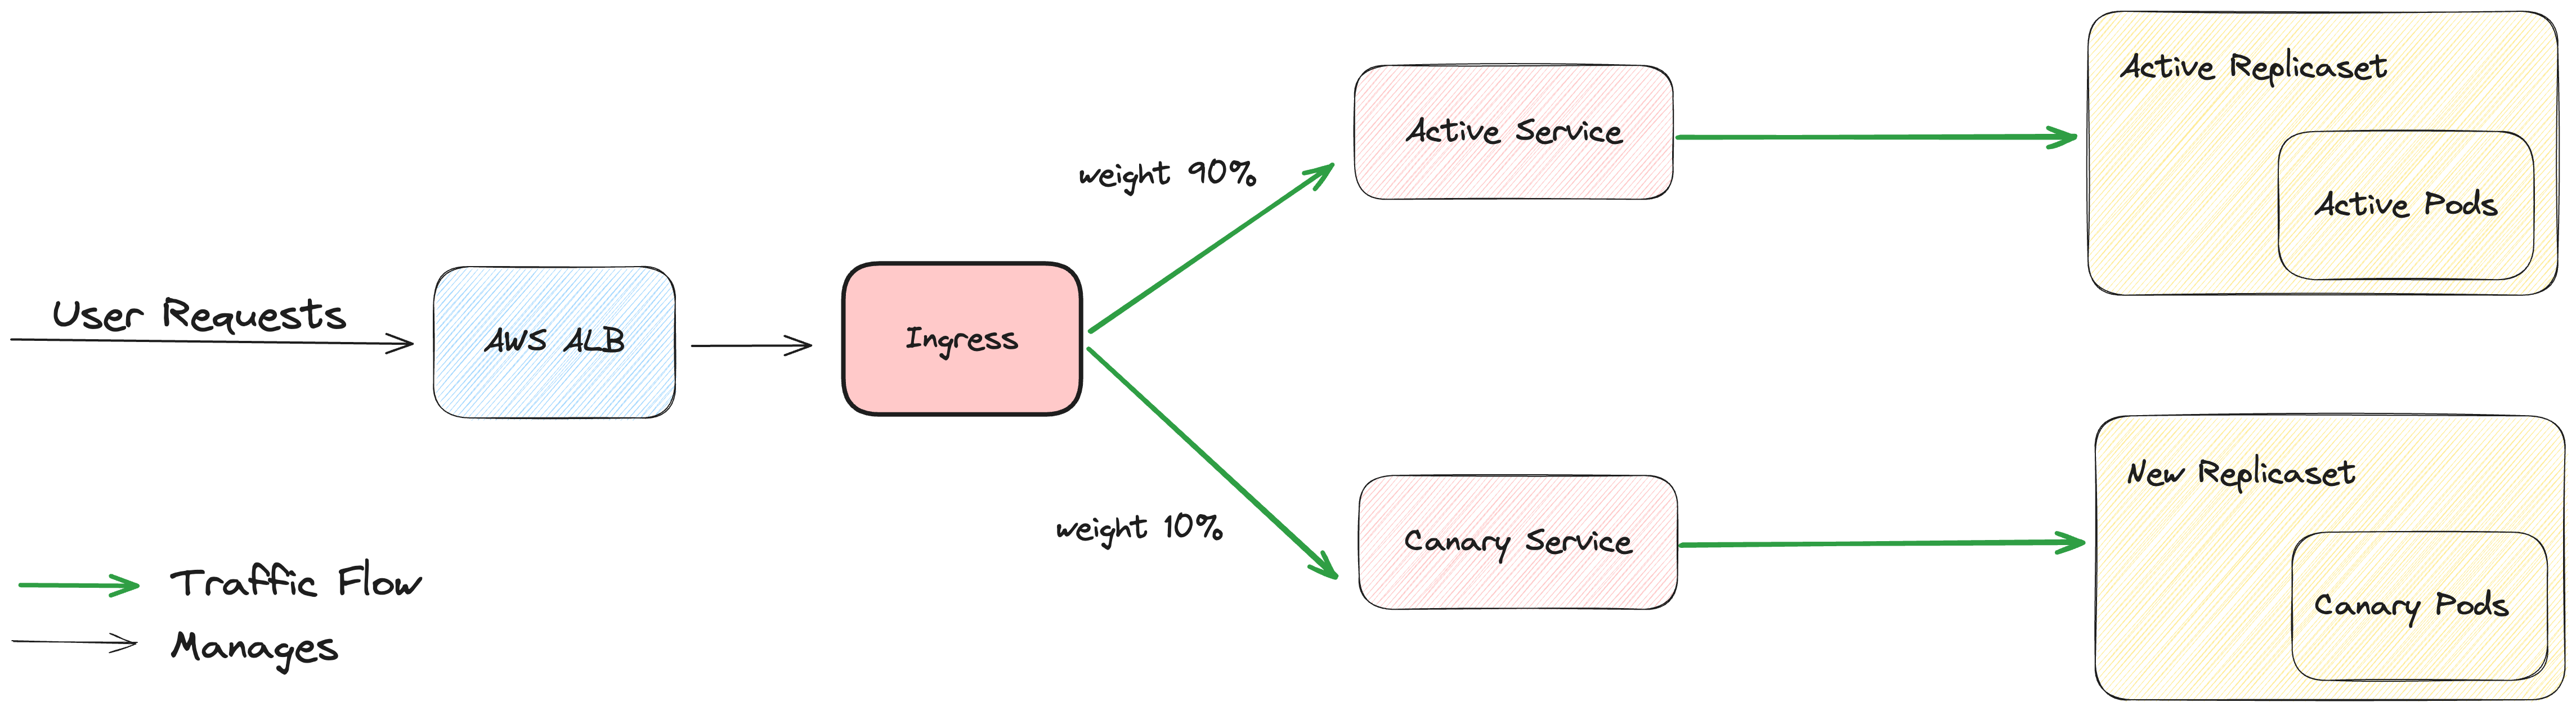 User Requests
AWS ALB
Ingress
weight 90%
weight 10%
Active Service
Canary Service
Active Replicaset
Active Pods
New Replicaset
Canary Pods
Traffic Flow
Manages